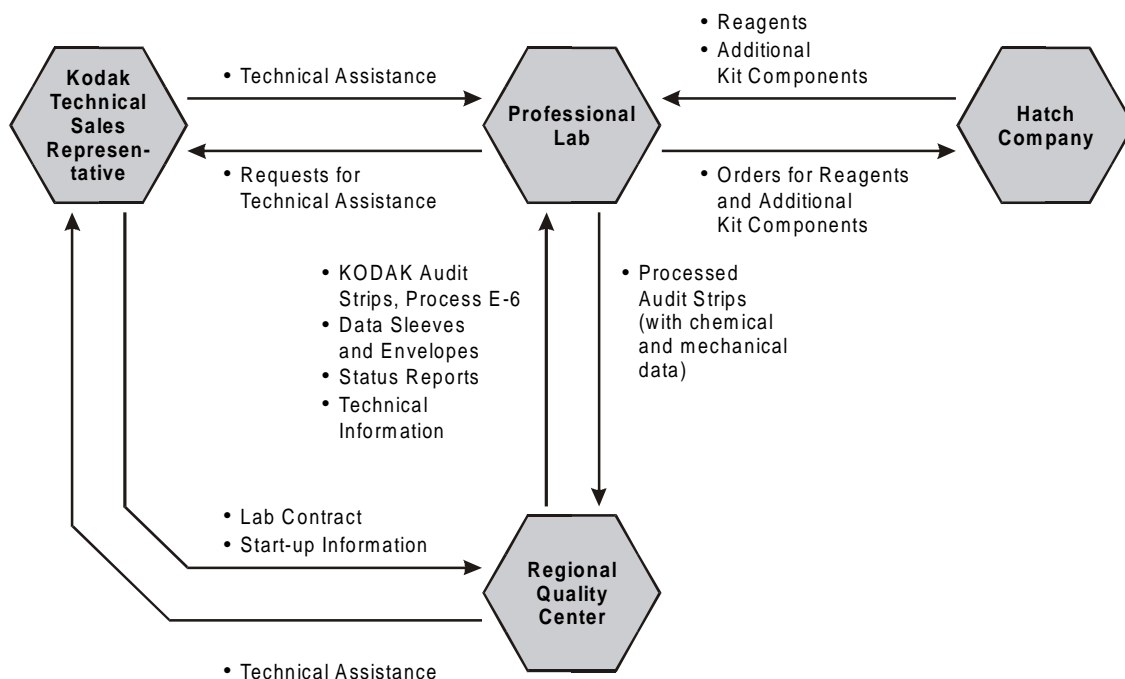 • Reagents
• Additional
Kit Components
Kodak
Technical
Sales
Represen-
tative
• Technical Assistance
Professional
Lab
Hatch
Company
• Requests for
Technical Assistance
• Orders for Reagents
and Additional
Kit Components
• KODAK Audit
Strips, Process E-6
• Data Sleeves
and Envelopes
• Status Reports
• Technical
Information
• Processed
Audit Strips
(with chemical
and mechanical
data)
• Lab Contract
• Start-up Information
Regional
Quality
Center
• Technical Assistance